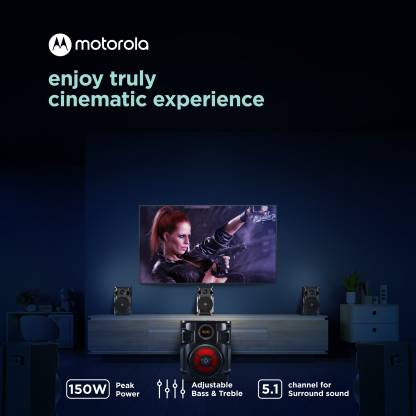 motorola
enjoy truly
cinematic experience
150W Peak Power
Adjustable Bass & Treble
5.1 channel for Surround sound